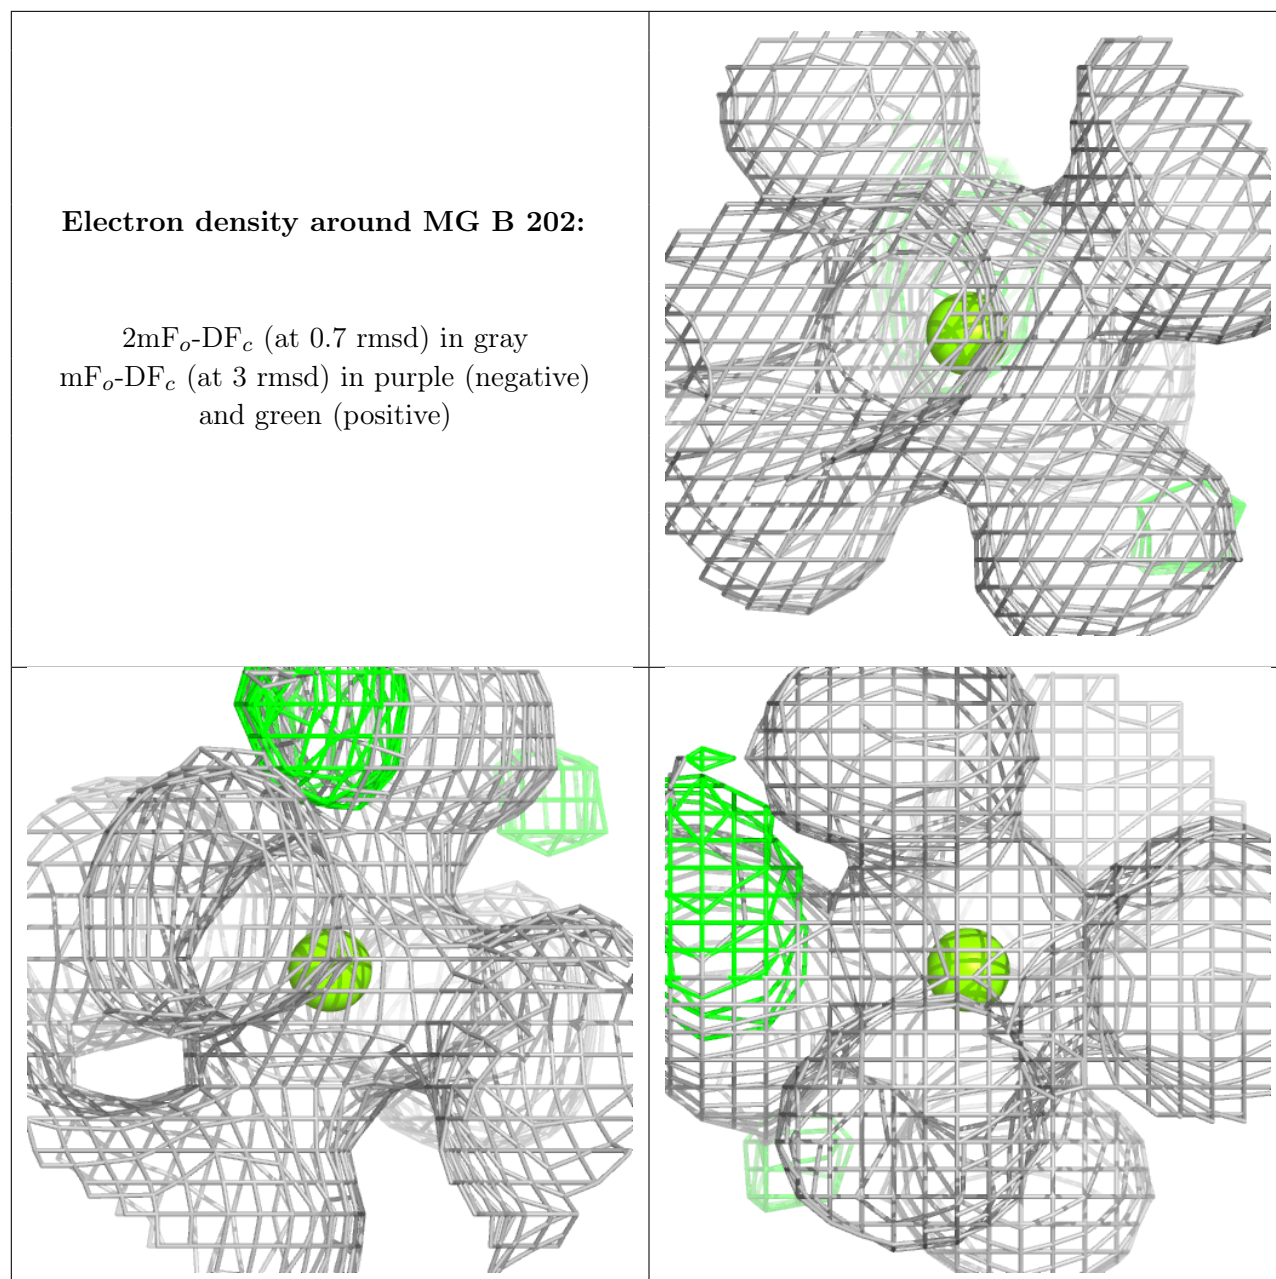 Electron density around MG B 202:
2mFo-DFc (at 0.7 rmsd) in gray
mFo-DFc (at 3 rmsd) in purple (negative)
and green (positive)